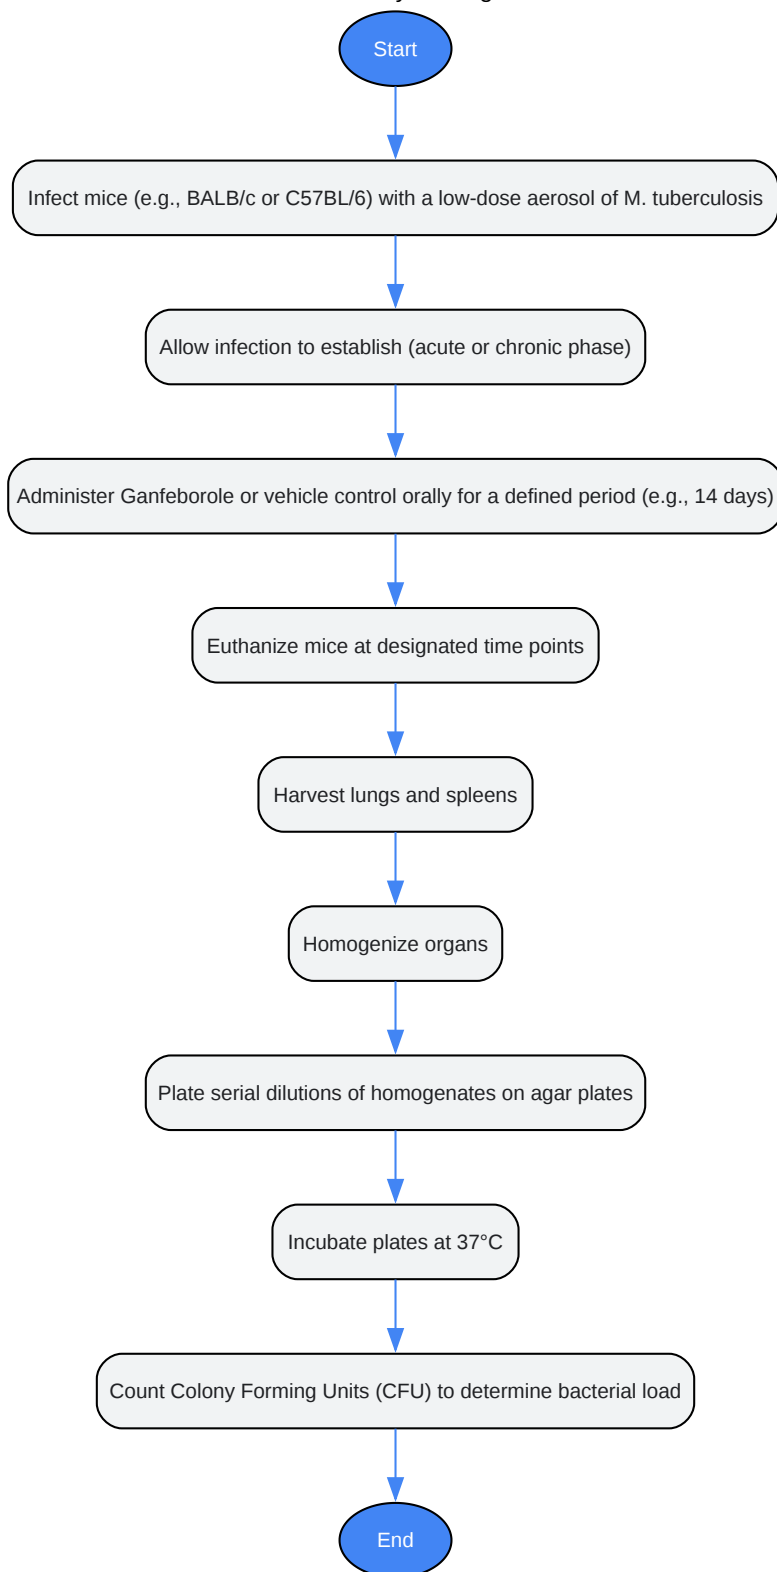 Start
Infect mice (e.g., BALB/c or C57BL/6) with a low-dose aerosol of M. tuberculosis
Allow infection to establish (acute or chronic phase)
Administer Ganfeborole or vehicle control orally for a defined period (e.g., 14 days)
Euthanize mice at designated time points
Harvest lungs and spleens
Homogenize organs
Plate serial dilutions of homogenates on agar plates
Incubate plates at 37°C
Count Colony Forming Units (CFU) to determine bacterial load
End